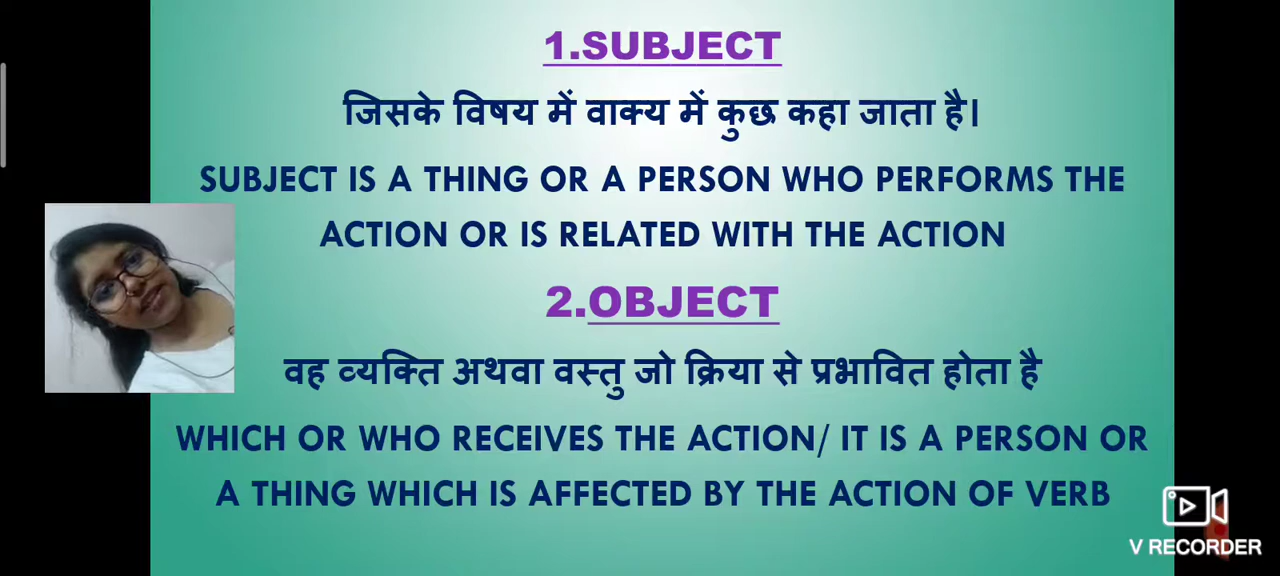 1.SUBJECT
जिसके विषय में वाक्य में कुछ कहा जाता है।
SUBJECT IS A THING OR A PERSON WHO PERFORMS THE
ACTION OR IS RELATED WITH THE ACTION
2.OBJECT
वह व्यक्ति अथवा वस्तु जो क्रिया से प्रभावित होता है
WHICH OR WHO RECEIVES THE ACTION/ IT IS A PERSON OR
A THING WHICH IS AFFECTED BY THE ACTION OF VERB
V RECORDER